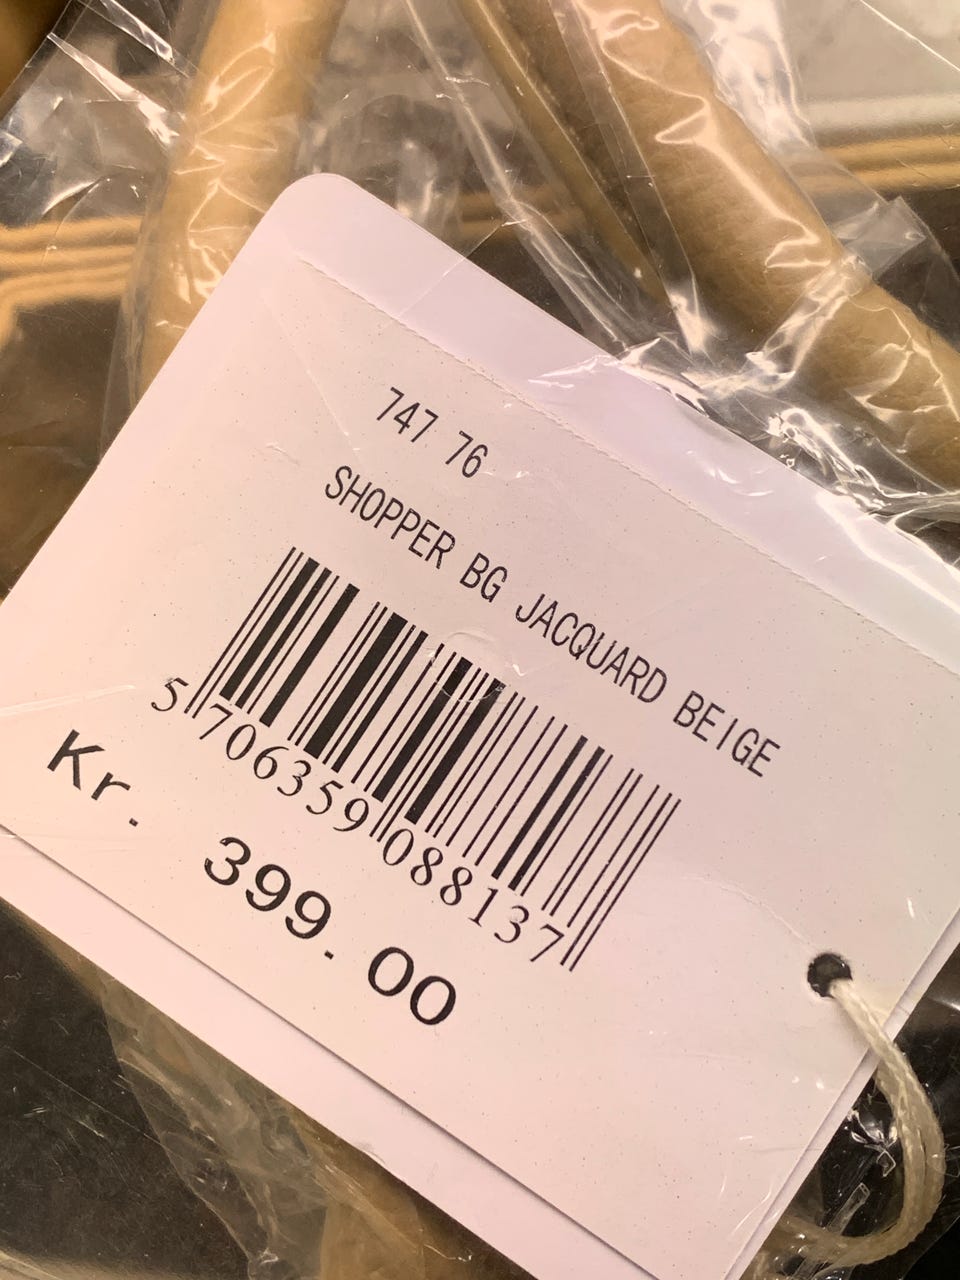 747 76
SHOPPER BG JACQUARD BEIGE
5 706359 088137
Kr. 399.00